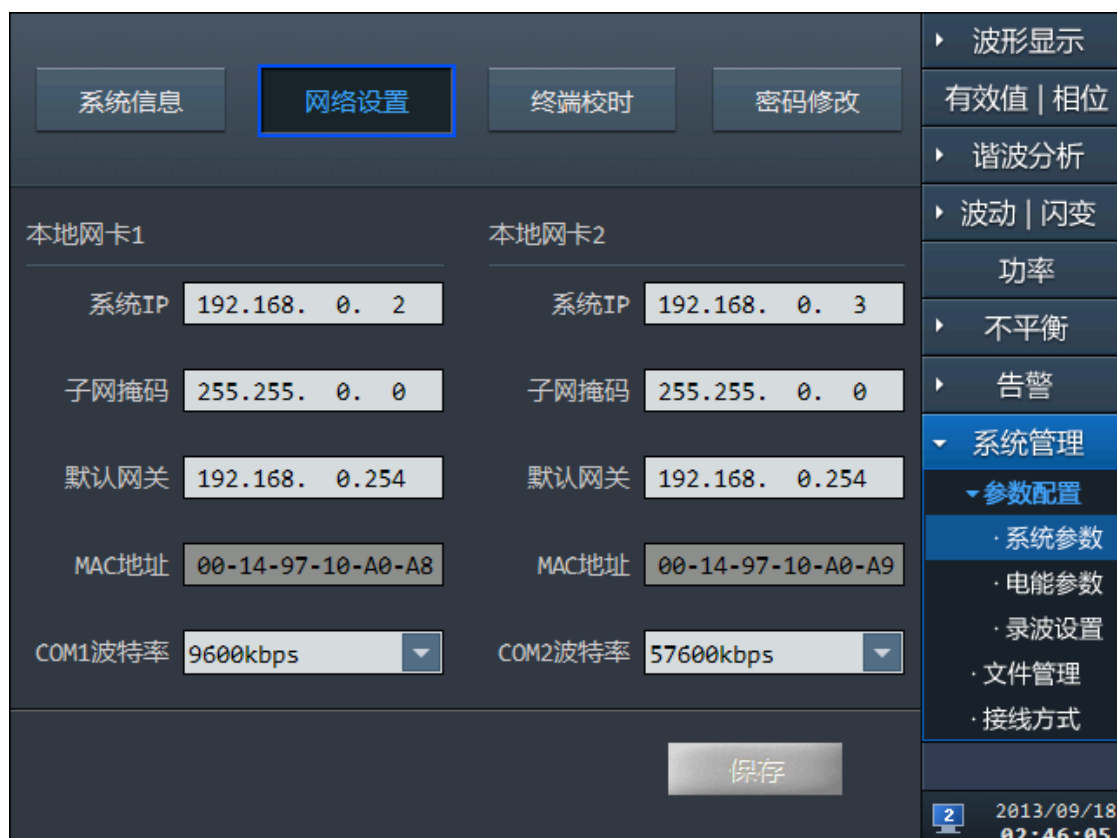 系统信息
网络设置
终端校时
密码修改
本地网卡1
系统IP 192.168. 0. 2
子网掩码 255.255. 0. 0
默认网关 192.168. 0.254
MAC地址 00-14-97-10-A0-A8
COM1波特率 9600kbps
本地网卡2
系统IP 192.168. 0. 3
子网掩码 255.255. 0. 0
默认网关 192.168. 0.254
MAC地址 00-14-97-10-A0-A9
COM2波特率 57600kbps
保存
波形显示
有效值 | 相位
谐波分析
波动 | 闪变
功率
不平衡
告警
系统管理
参数配置
·系统参数
·电能参数
·录波设置
·文件管理
·接线方式
2
2013/09/18
02:46:05